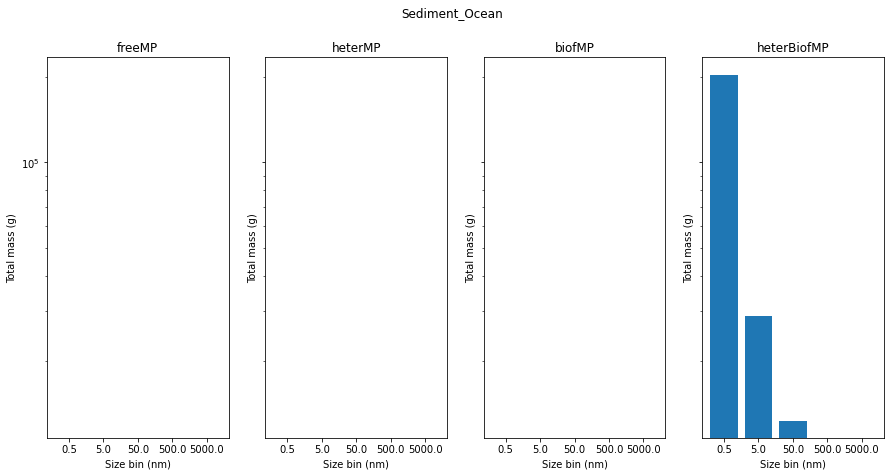 Sediment_Ocean
freeMP
heterMP
biofMP
heterBiofMP
10^5
Total mass (g)
Total mass (g)
Total mass (g)
Total mass (g)
0.5 5.0 50.0 500.0 5000.0
0.5 5.0 50.0 500.0 5000.0
0.5 5.0 50.0 500.0 5000.0
0.5 5.0 50.0 500.0 5000.0
Size bin (nm)
Size bin (nm)
Size bin (nm)
Size bin (nm)